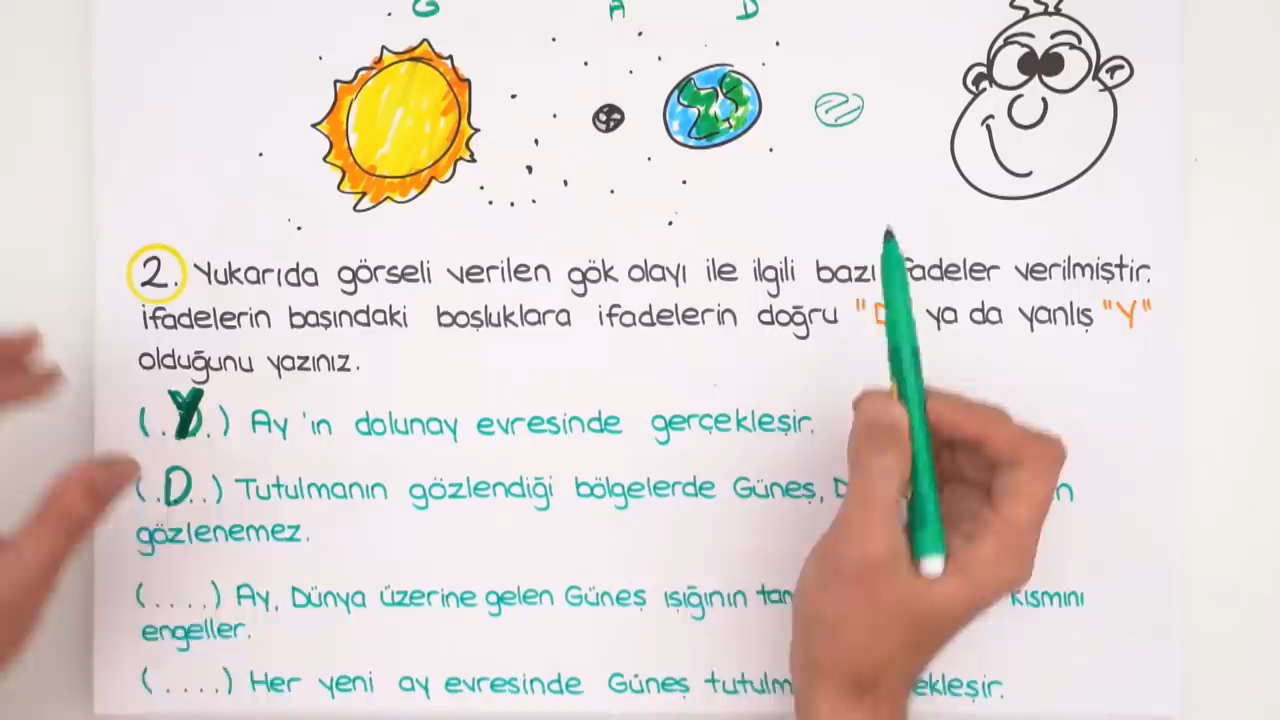 G A D
2. Yukarıda görseli verilen gök olayı ile ilgili bazı ifadeler verilmiştir.
ifadelerin başındaki boşluklara ifadelerin doğru "D" ya da yanlış "Y"
olduğunu yazınız.
(.Y.) Ay'ın dolunay evresinde gerçekleşir.
(.D..) Tutulmanın gözlendiği bölgelerde Güneş,
gözlenemez.
(....) Ay, Dünya üzerine gelen Güneş ışığının kısmını
engeller.
(....) Her yeni ay evresinde Güneş